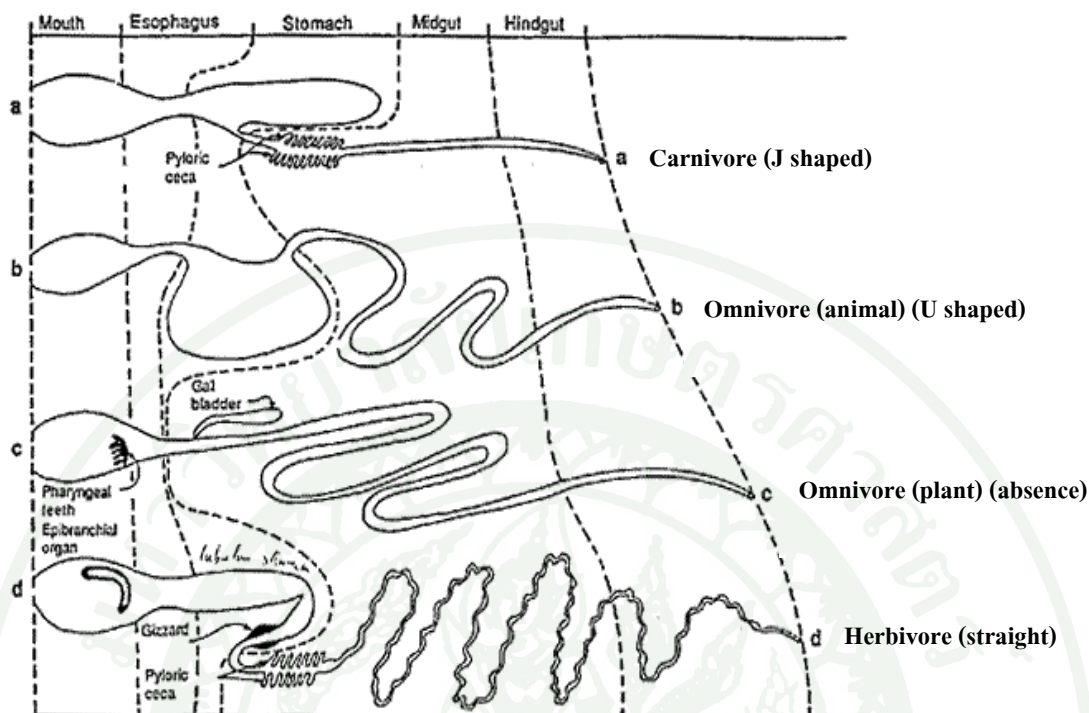 Mouth Esophagus Stomach Midgut Hindgut
a
Pyloric
ceca
a Carnivore (J shaped)
b
b Omnivore (animal) (U shaped)
Gal
bladder
c
Pharyngeal
teeth
c Omnivore (plant) (absence)
Epibranchial
organ
d
Gizzard
d Herbivore (straight)
Pyloric
ceca